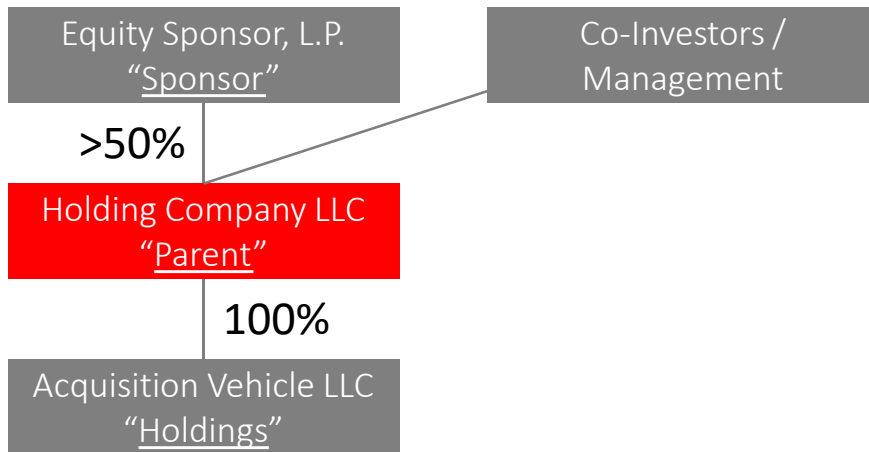 Equity Sponsor, L.P.
“Sponsor”
Co-Investors /
Management
>50%
Holding Company LLC
“Parent”
100%
Acquisition Vehicle LLC
“Holdings”